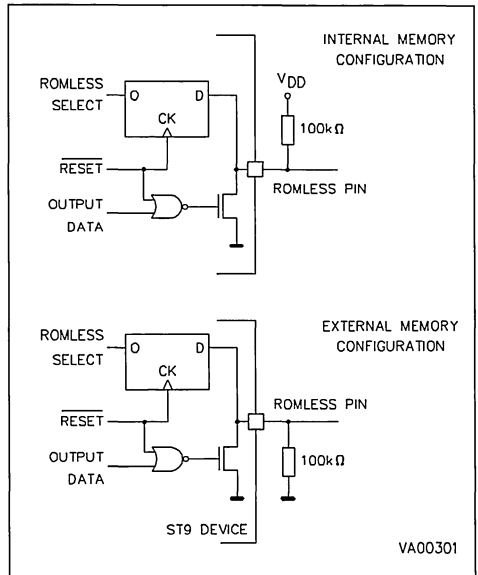 INTERNAL MEMORY
CONFIGURATION
VDD
ROMLESS
SELECT
O D
CK
100kΩ
RESET
ROMLESS PIN
OUTPUT
DATA
EXTERNAL MEMORY
CONFIGURATION
ROMLESS
SELECT
O D
CK
ROMLESS PIN
RESET
100kΩ
OUTPUT
DATA
ST9 DEVICE
VA00301